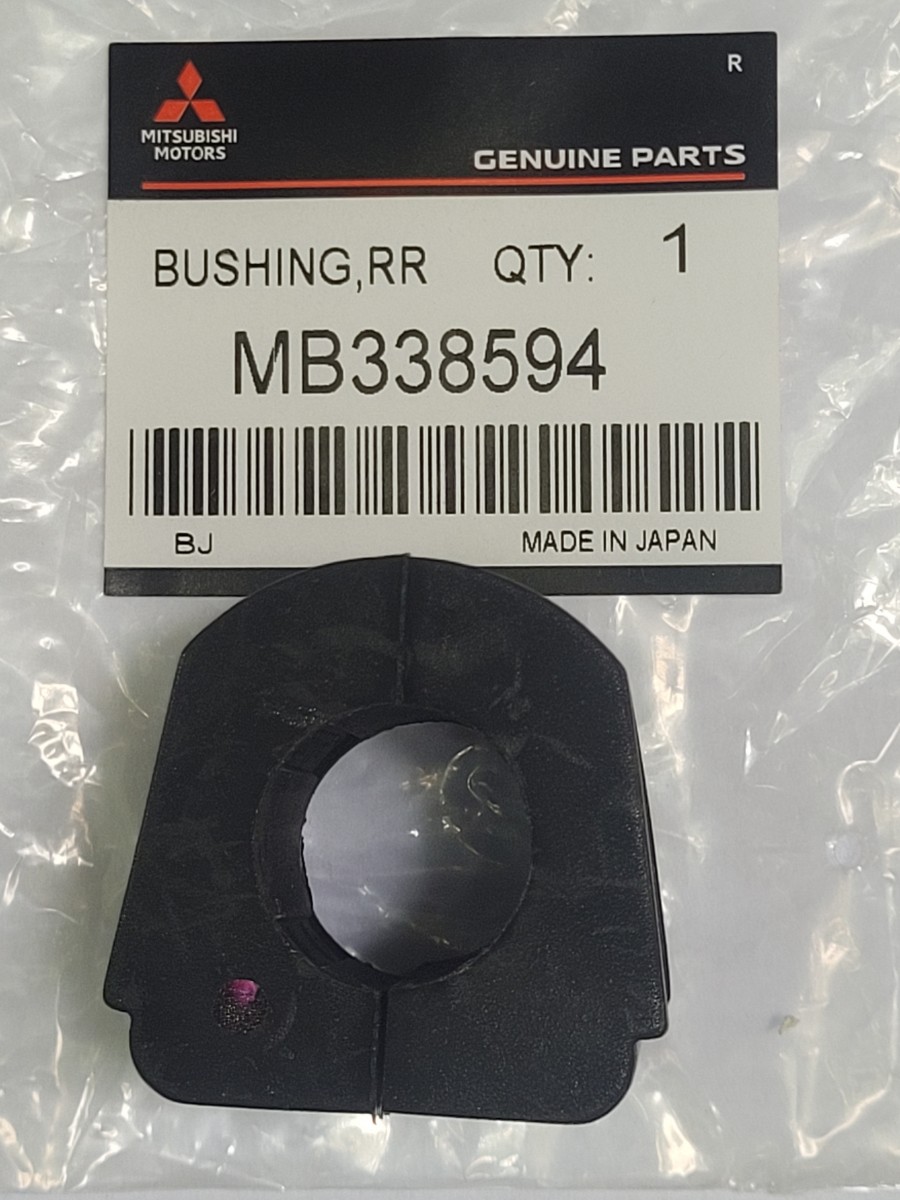 R
MITSUBISHI
MOTORS
GENUINE PARTS
BUSHING,RR QTY: 1
MB338594
BJ MADE IN JAPAN